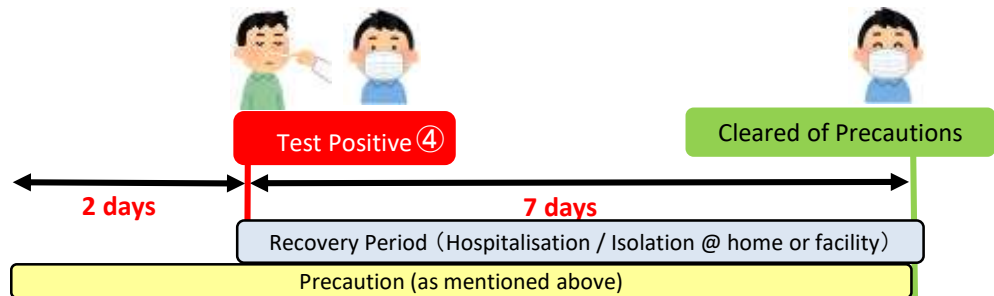 Test Positive④
Cleared of Precautions
2 days
7 days
Recovery Period（Hospitalisation / Isolation @ home or facility）
Precaution (as mentioned above)